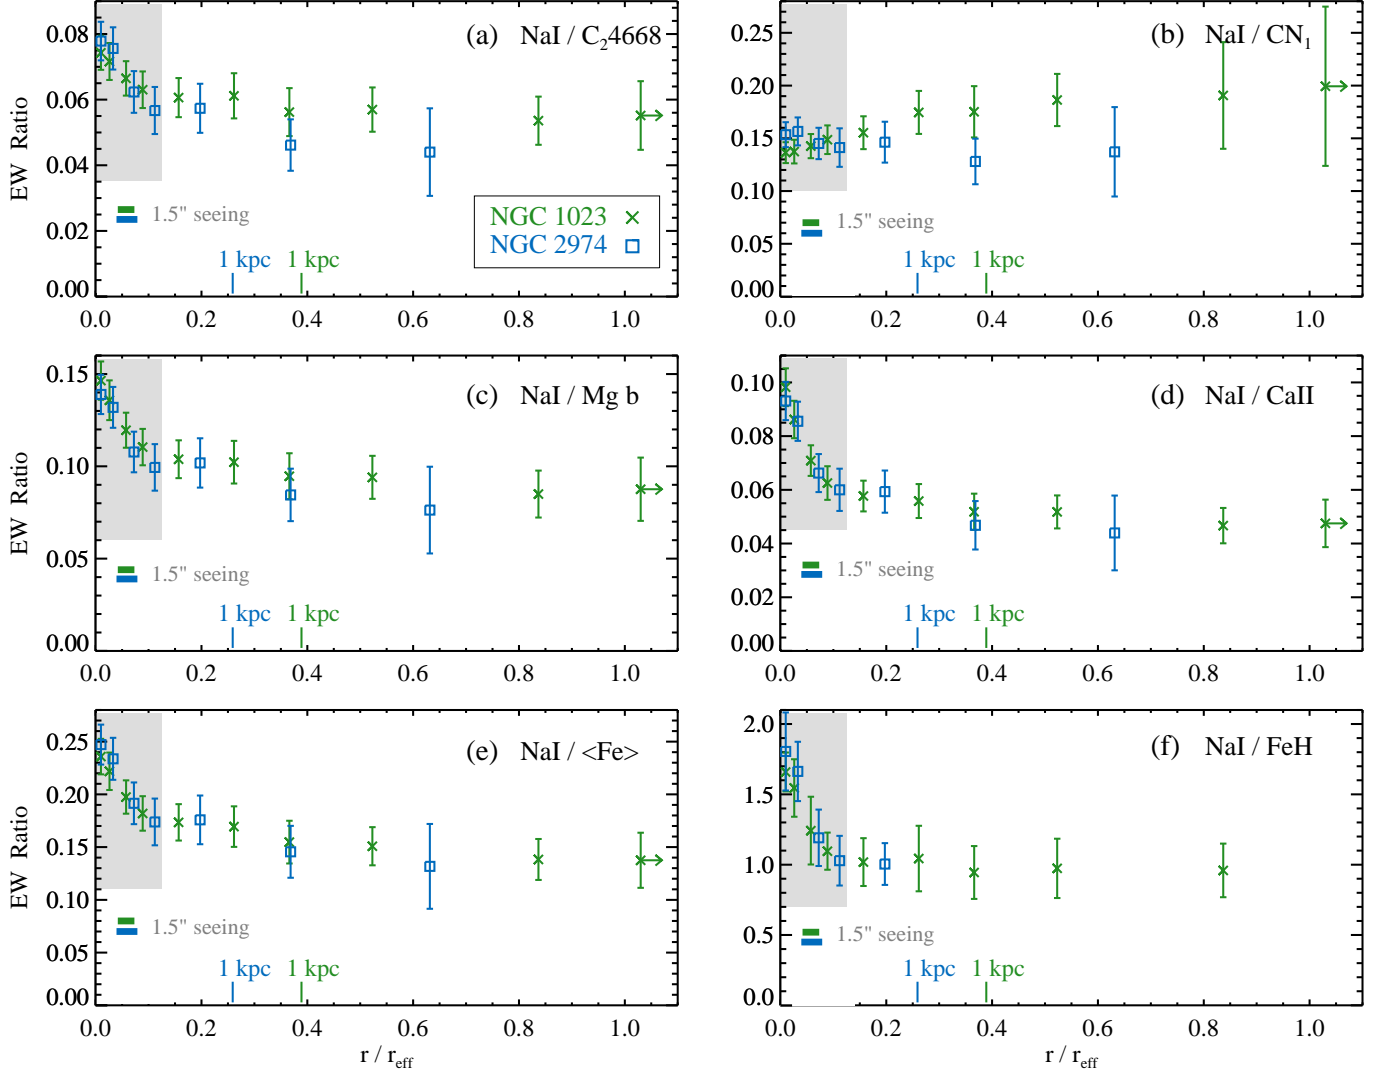 (a) NaI / C₂4668
EW Ratio
0.08
0.06
0.04
0.02
0.00
1.5" seeing
NGC 1023
NGC 2974
1 kpc 1 kpc
0.0 0.2 0.4 0.6 0.8 1.0
(b) NaI / CN₁
0.25
0.20
0.15
0.10
0.05
0.00
1.5" seeing
1 kpc 1 kpc
0.0 0.2 0.4 0.6 0.8 1.0
(c) NaI / Mg b
EW Ratio
0.15
0.10
0.05
0.00
1.5" seeing
1 kpc 1 kpc
0.0 0.2 0.4 0.6 0.8 1.0
(d) NaI / CaII
0.10
0.08
0.06
0.04
0.02
0.00
1.5" seeing
1 kpc 1 kpc
0.0 0.2 0.4 0.6 0.8 1.0
(e) NaI / <Fe>
EW Ratio
0.25
0.20
0.15
0.10
0.05
0.00
1.5" seeing
1 kpc 1 kpc
0.0 0.2 0.4 0.6 0.8 1.0
r / r_eff
(f) NaI / FeH
2.0
1.5
1.0
0.5
0.0
1.5" seeing
1 kpc 1 kpc
0.0 0.2 0.4 0.6 0.8 1.0
r / r_eff